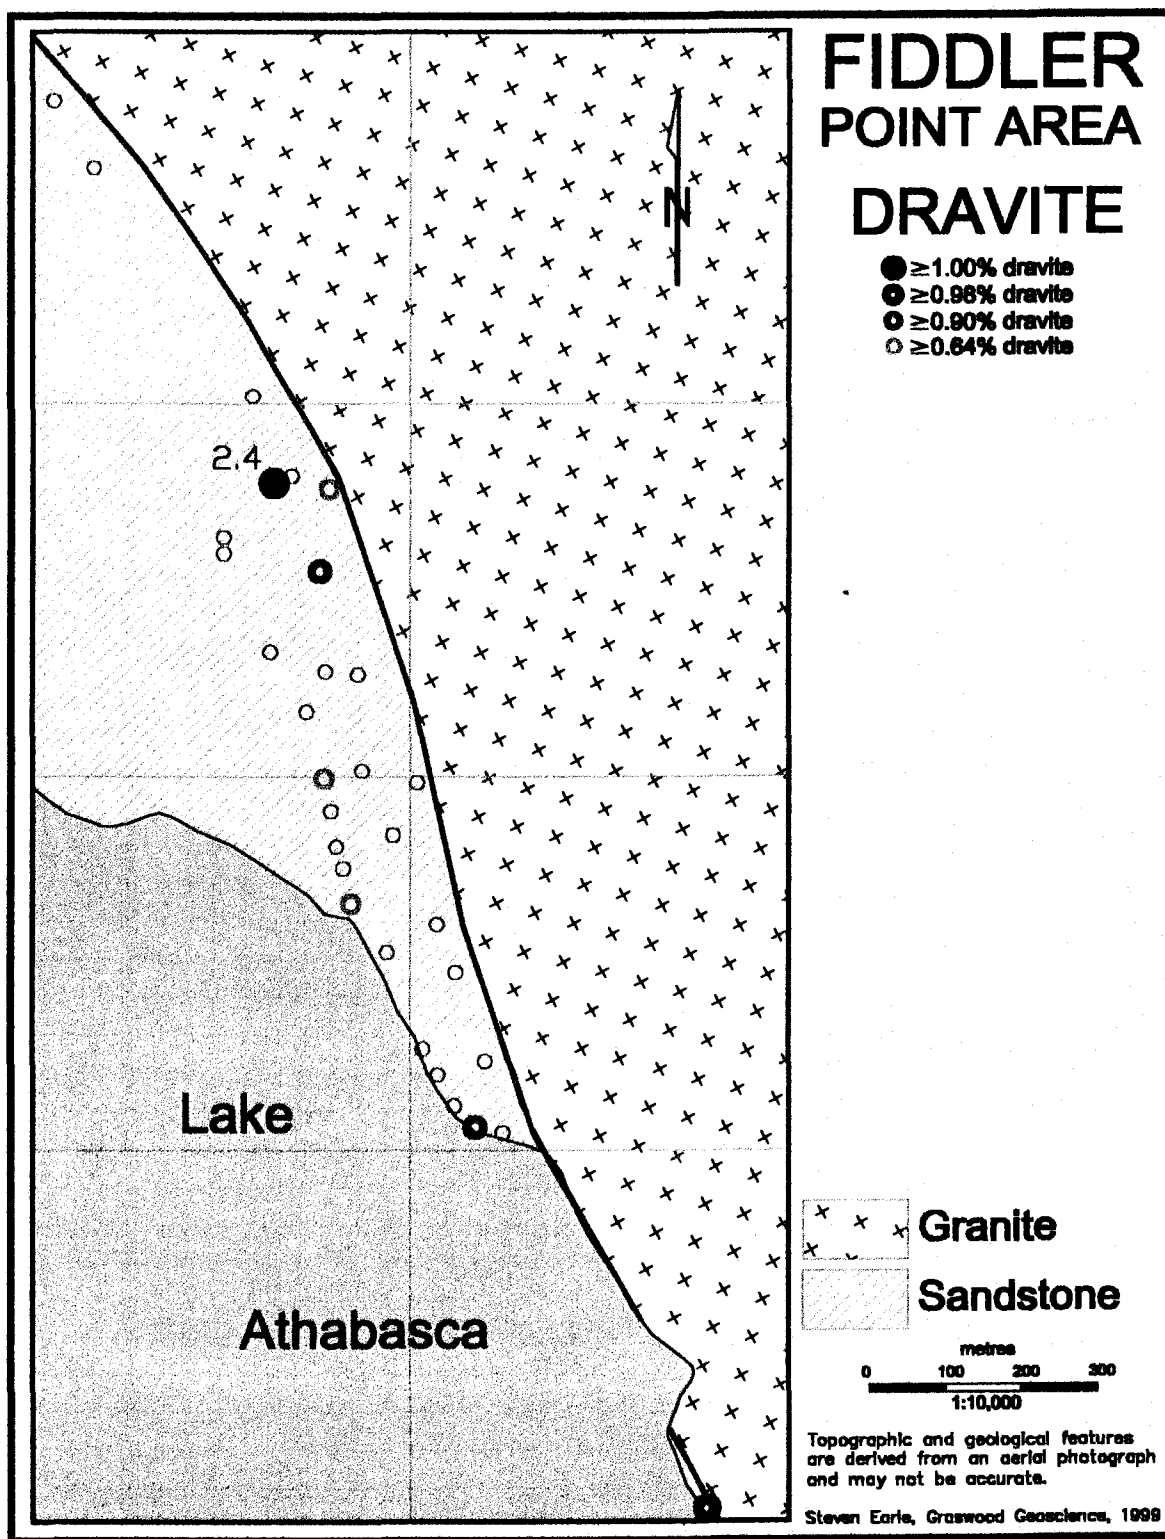 FIDDLER
POINT AREA
DRAVITE
≥1.00% dravite
≥0.98% dravite
≥0.90% dravite
≥0.64% dravite
N
2.4
Lake
Athabasca
Granite
Sandstone
metres
0 100 200 300
1:10,000
Topographic and geological features
are derived from an aerial photograph
and may not be accurate.
Steven Earle, Graswood Geoscience, 1999